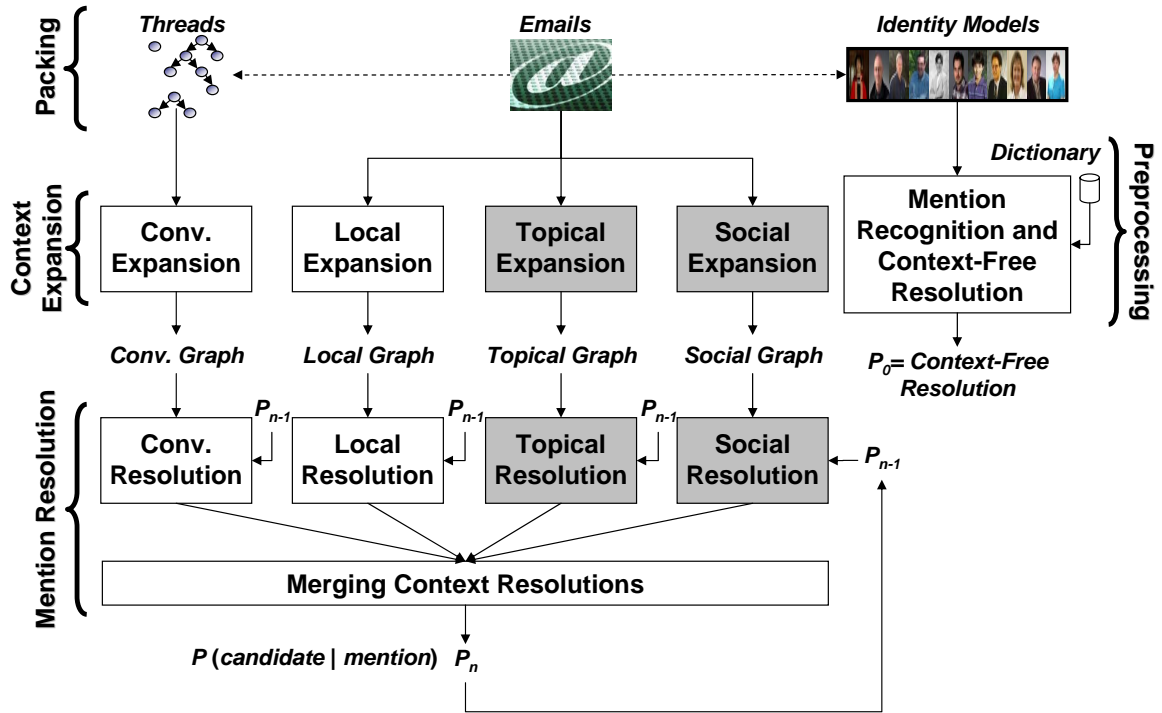 Threads
Emails
Identity Models
Packing
Dictionary
Preprocessing
Context
Expansion
Conv.
Expansion
Local
Expansion
Topical
Expansion
Social
Expansion
Mention
Recognition and
Context-Free
Resolution
Conv. Graph
Local Graph
Topical Graph
Social Graph
P0= Context-Free
Resolution
Mention Resolution
Pn-1
Pn-1
Pn-1
Conv.
Resolution
Local
Resolution
Topical
Resolution
Social
Resolution
Pn-1
Merging Context Resolutions
P (candidate | mention) Pn